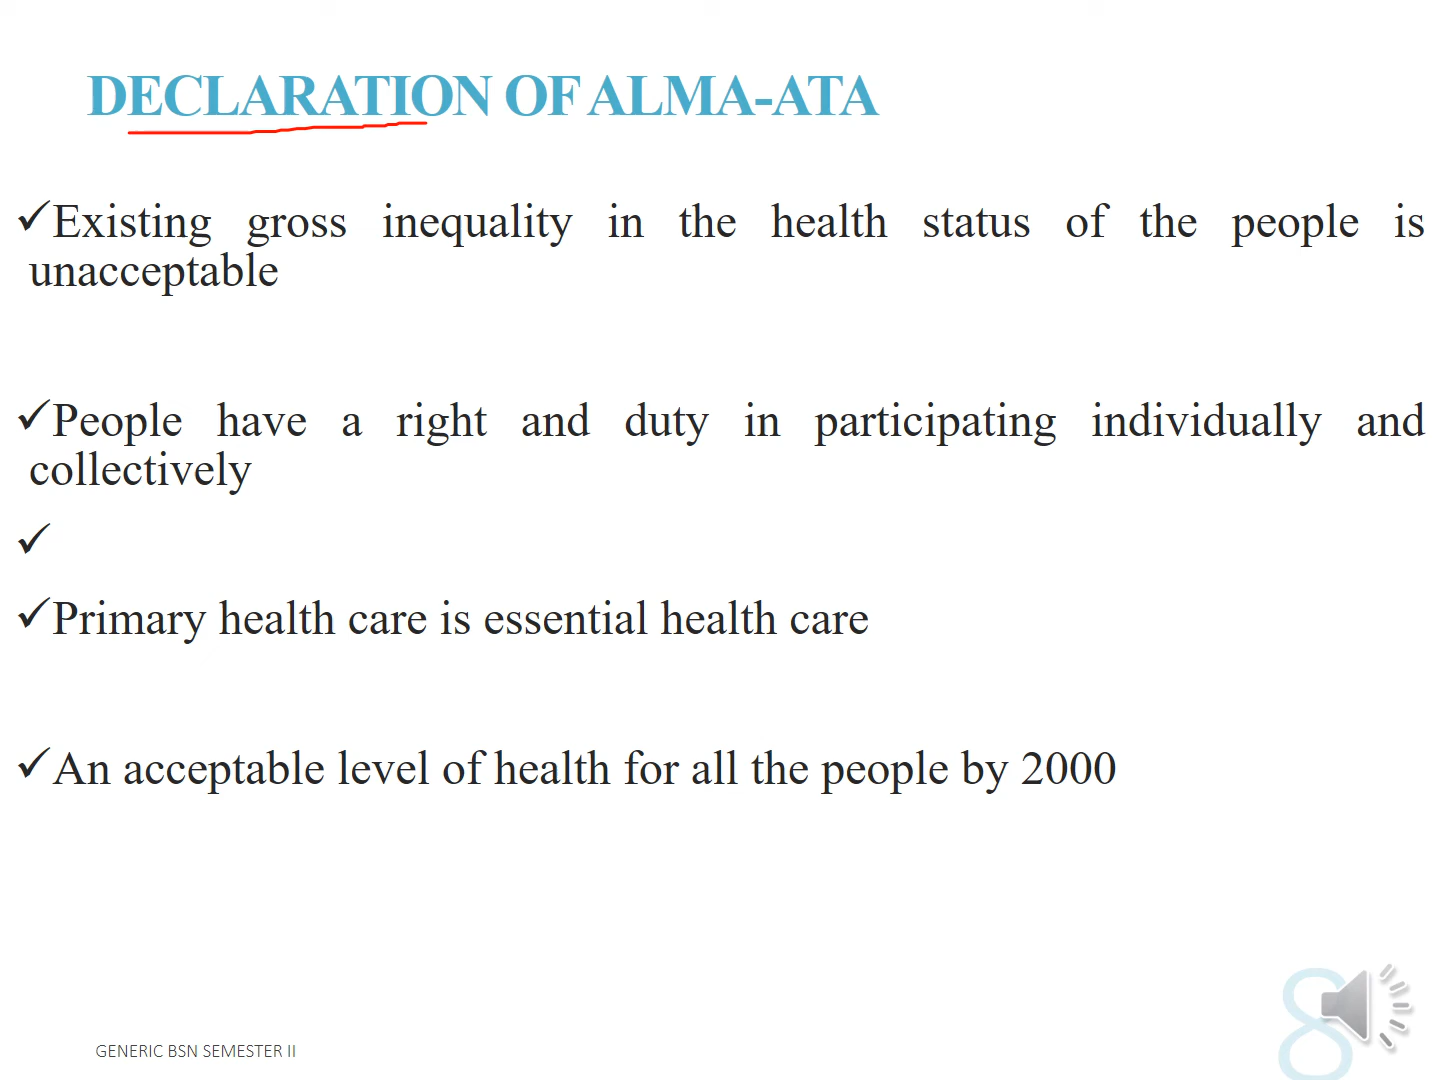 DECLARATION OF ALMA-ATA
✓Existing gross inequality in the health status of the people is
unacceptable
✓People have a right and duty in participating individually and
collectively
✓
✓Primary health care is essential health care
✓An acceptable level of health for all the people by 2000
8
GENERIC BSN SEMESTER II